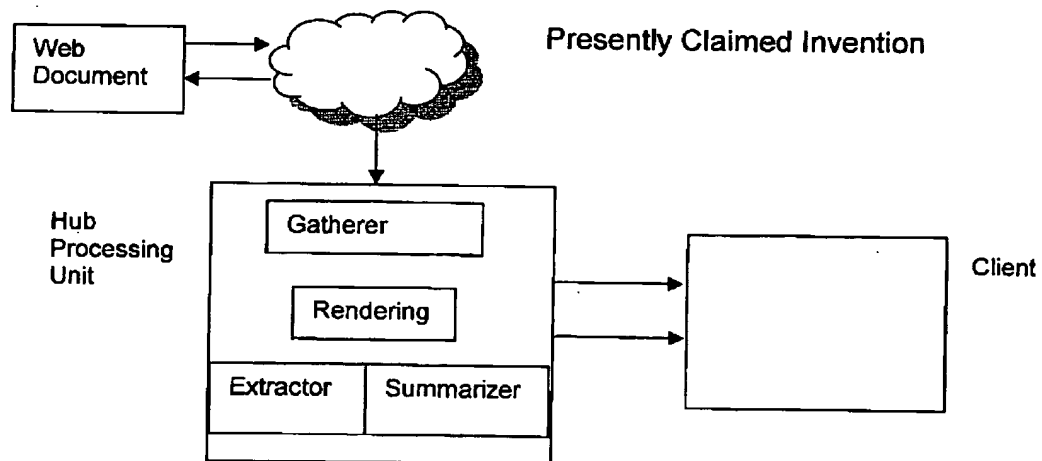 Web
Document
Presently Claimed Invention
Hub
Processing
Unit
Gatherer
Rendering
Extractor
Summarizer
Client